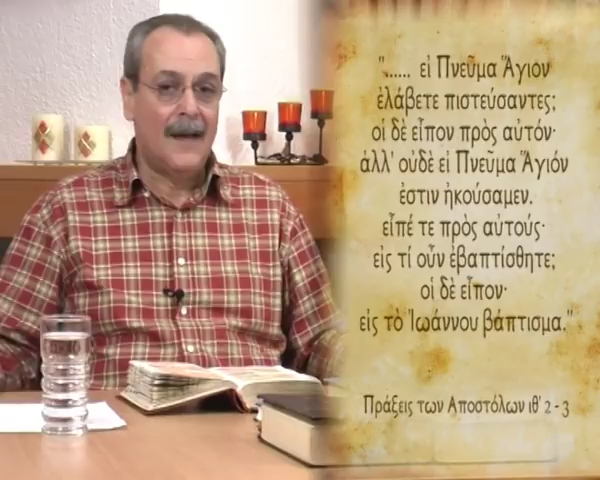 "...... εἰ Πνεῦμα Ἅγιον
ἐλάβετε πιστεύσαντες;
οἱ δὲ εἶπον πρὸς αὐτόν·
ἀλλ' οὐδὲ εἰ Πνεῦμα Ἅγιόν
ἐστιν ἠκούσαμεν.
εἶπέ τε πρὸς αὐτούς·
εἰς τί οὖν ἐβαπτίσθητε;
οἱ δὲ εἶπον·
εἰς τὸ Ἰωάννου βάπτισμα."
Πράξεις των Αποστόλων ιθ' 2 - 3